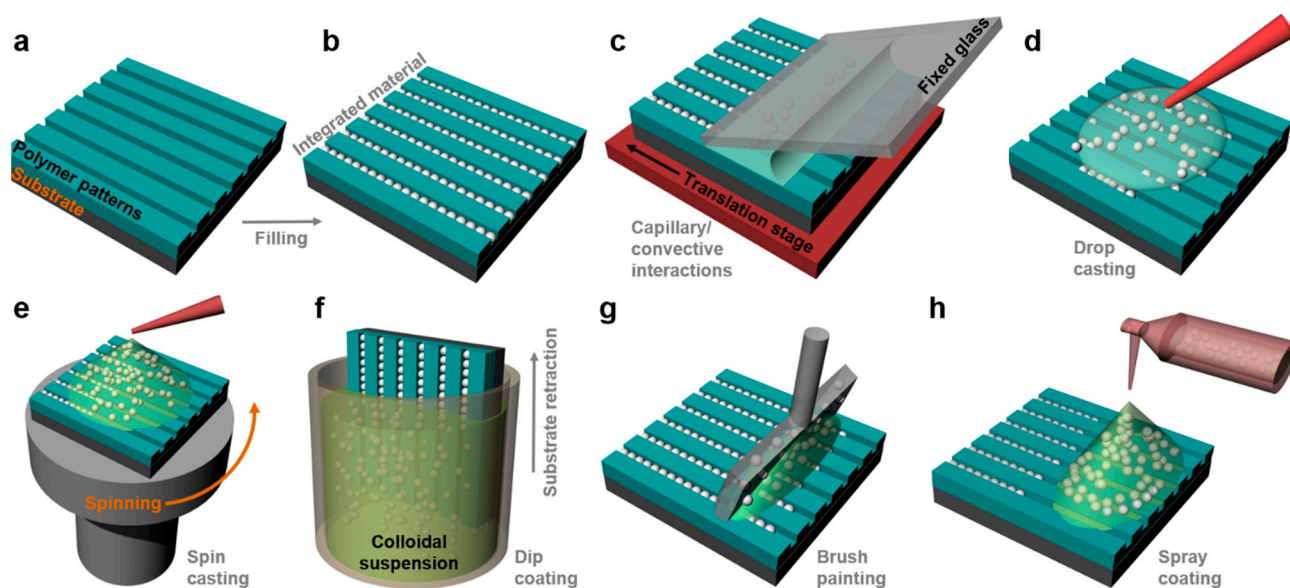 a
Polymer patterns
Substrate
Filling
b
Integrated material
c
Fixed glass
Translation stage
Capillary/
convective
interactions
d
Drop
casting
e
Spinning
Spin
casting
f
Substrate retraction
Colloidal
suspension
Dip
coating
g
Brush
painting
h
Spray
coating